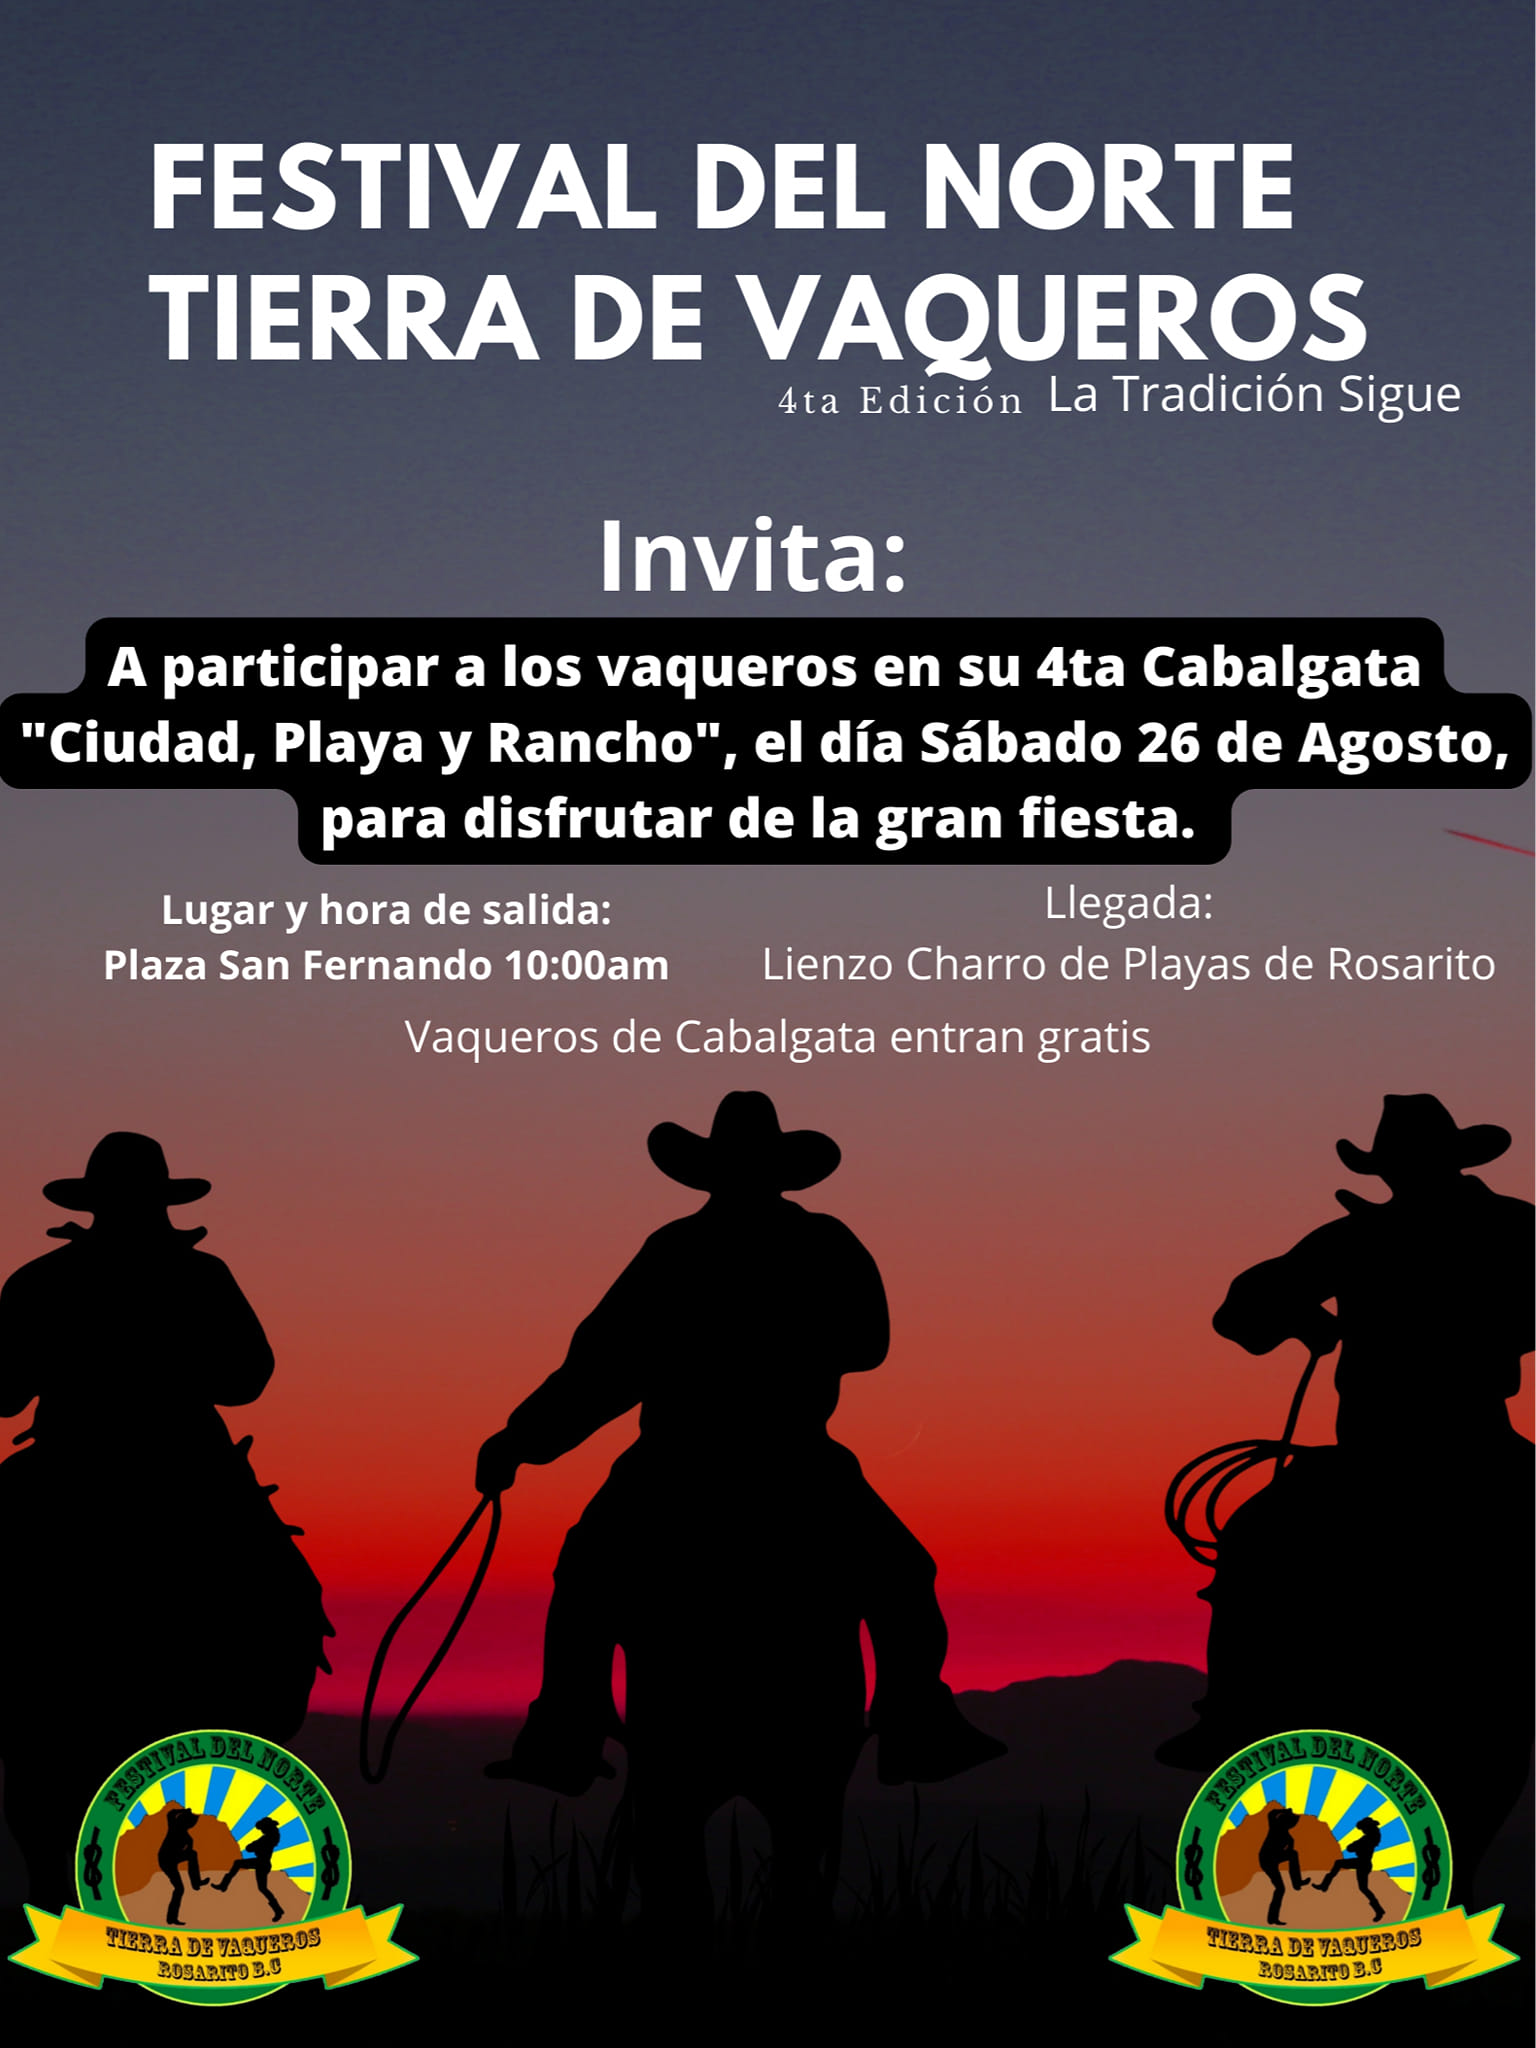 FESTIVAL DEL NORTE
TIERRA DE VAQUEROS
4ta Edición La Tradición Sigue
Invita:
A participar a los vaqueros en su 4ta Cabalgata
"Ciudad, Playa y Rancho", el día Sábado 26 de Agosto,
para disfrutar de la gran fiesta.
Lugar y hora de salida:
Plaza San Fernando 10:00am
Llegada:
Lienzo Charro de Playas de Rosarito
Vaqueros de Cabalgata entran gratis
FESTIVAL DEL NORTE
TIERRA DE VAQUEROS
ROSARITO B.C
FESTIVAL DEL NORTE
TIERRA DE VAQUEROS
ROSARITO B.C